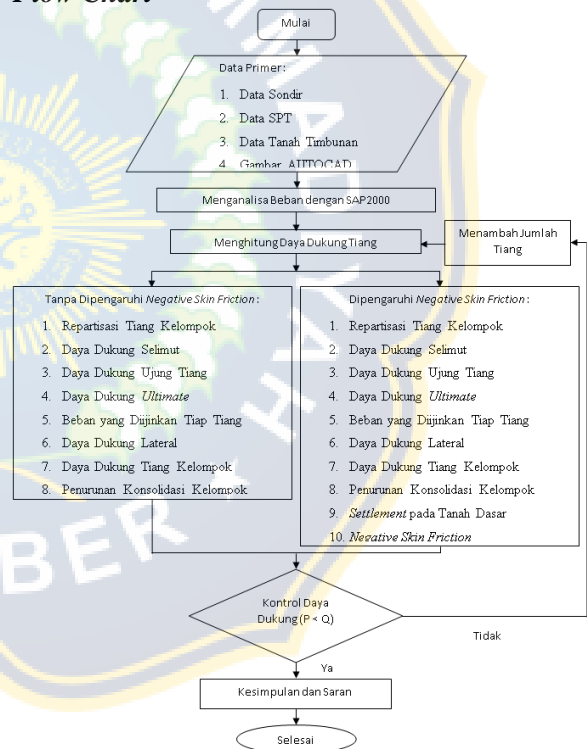 Flow Chart
Mulai
Data Primer :
1. Data Sondir
2. Data SPT
3. Data Tanah Timbunan
4. Gambar AUTOCAD
Menganalisa Beban dengan SAP2000
Menghitung Daya Dukung Tiang
Menambah Jumlah
Tiang
Tanpa Dipengaruhi Negative Skin Friction :
1. Repartisasi Tiang Kelompok
2. Daya Dukung Selimut
3. Daya Dukung Ujung Tiang
4. Daya Dukung Ultimate
5. Beban yang Diijinkan Tiap Tiang
6. Daya Dukung Lateral
7. Daya Dukung Tiang Kelompok
8. Penurunan Konsolidasi Kelompok
Dipengaruhi Negative Skin Friction :
1. Repartisasi Tiang Kelompok
2. Daya Dukung Selimut
3. Daya Dukung Ujung Tiang
4. Daya Dukung Ultimate
5. Beban yang Diijinkan Tiap Tiang
6. Daya Dukung Lateral
7. Daya Dukung Tiang Kelompok
8. Penurunan Konsolidasi Kelompok
9. Settlement pada Tanah Dasar
10. Negative Skin Friction
Kontrol Daya
Dukung (P < Q)
Tidak
Ya
Kesimpulan dan Saran
Selesai